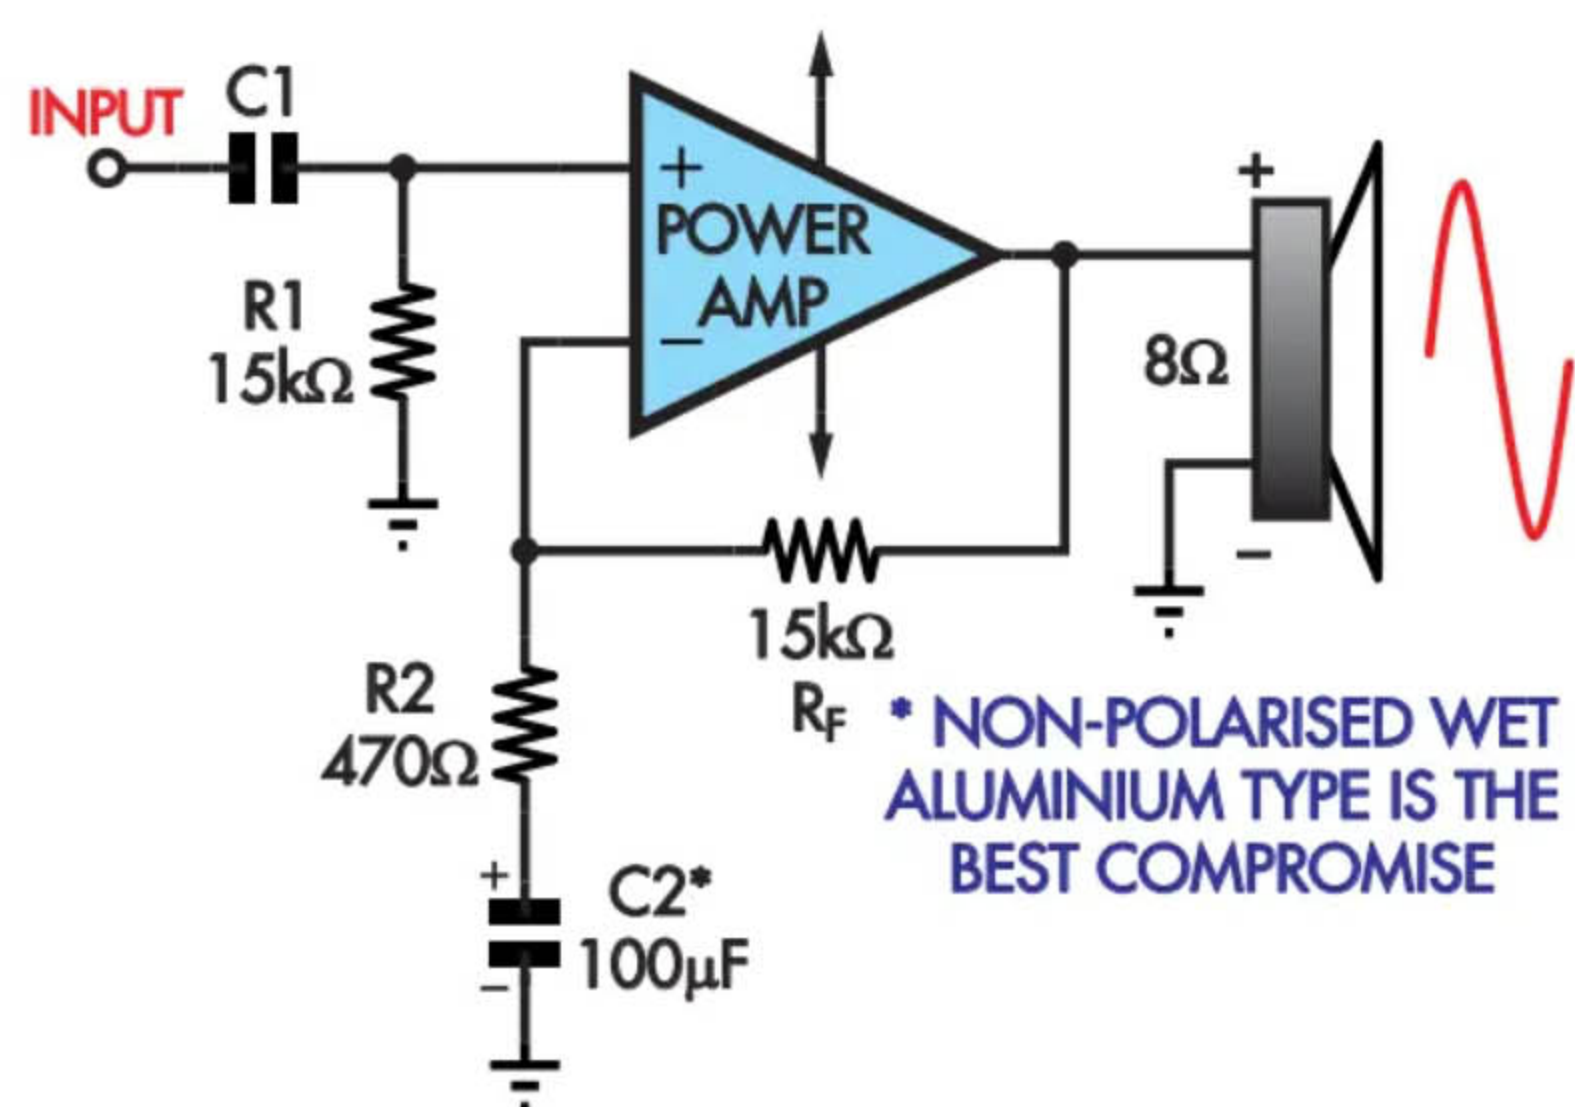 INPUT
C1
+
POWER
AMP
−
R1
15kΩ
+
8Ω
−
15kΩ
RF
R2
470Ω
+
C2*
100µF
−
* NON-POLARISED WET
ALUMINIUM TYPE IS THE
BEST COMPROMISE